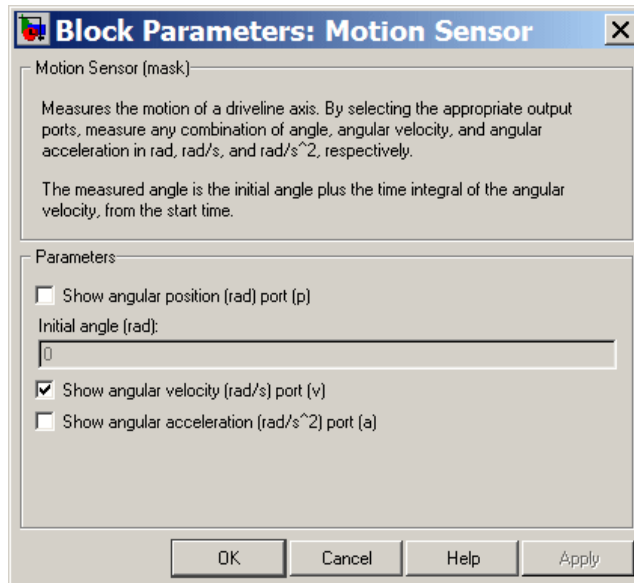 Block Parameters: Motion Sensor
Motion Sensor (mask)
Measures the motion of a driveline axis. By selecting the appropriate output
ports, measure any combination of angle, angular velocity, and angular
acceleration in rad, rad/s, and rad/s^2, respectively.
The measured angle is the initial angle plus the time integral of the angular
velocity, from the start time.
Parameters
Show angular position (rad) port (p)
Initial angle (rad):
0
Show angular velocity (rad/s) port (v)
Show angular acceleration (rad/s^2) port (a)
OK Cancel Help Apply